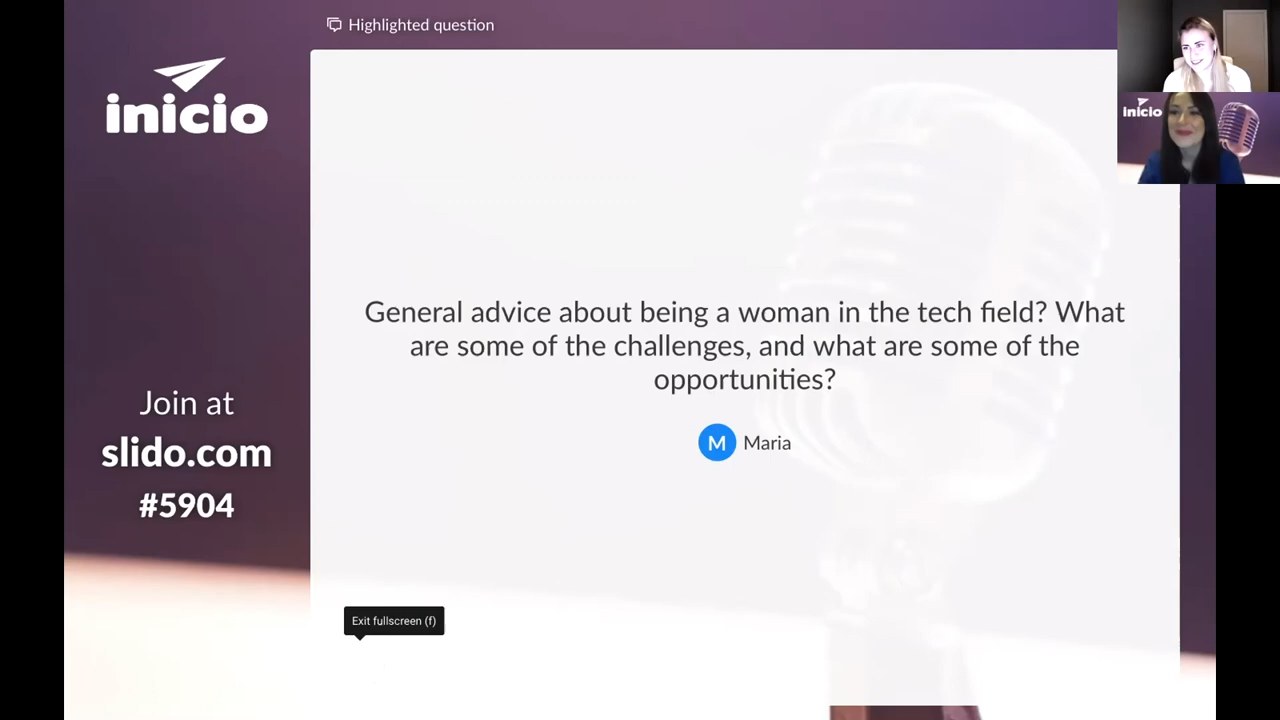 Highlighted question
inicio
inicio
General advice about being a woman in the tech field? What
are some of the challenges, and what are some of the
opportunities?
M Maria
Join at
slido.com
#5904
Exit fullscreen (f)